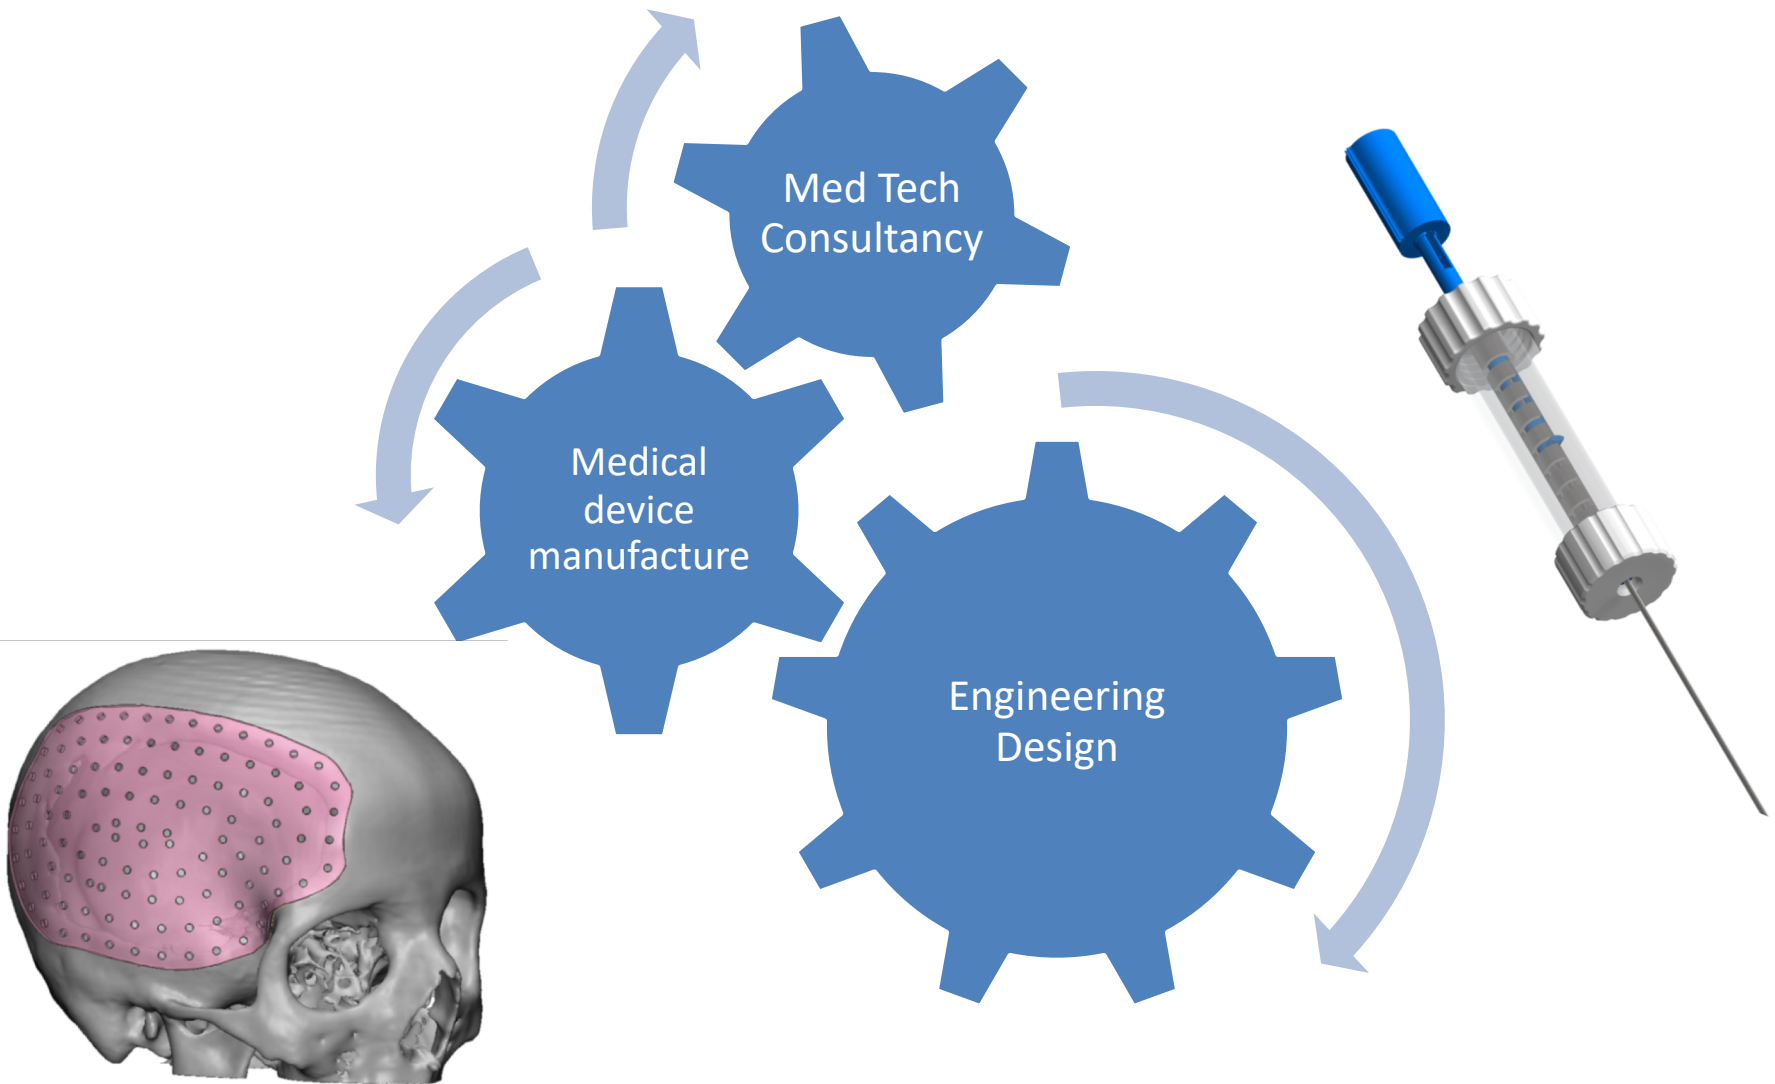 Med Tech
Consultancy
Medical
device
manufacture
Engineering
Design